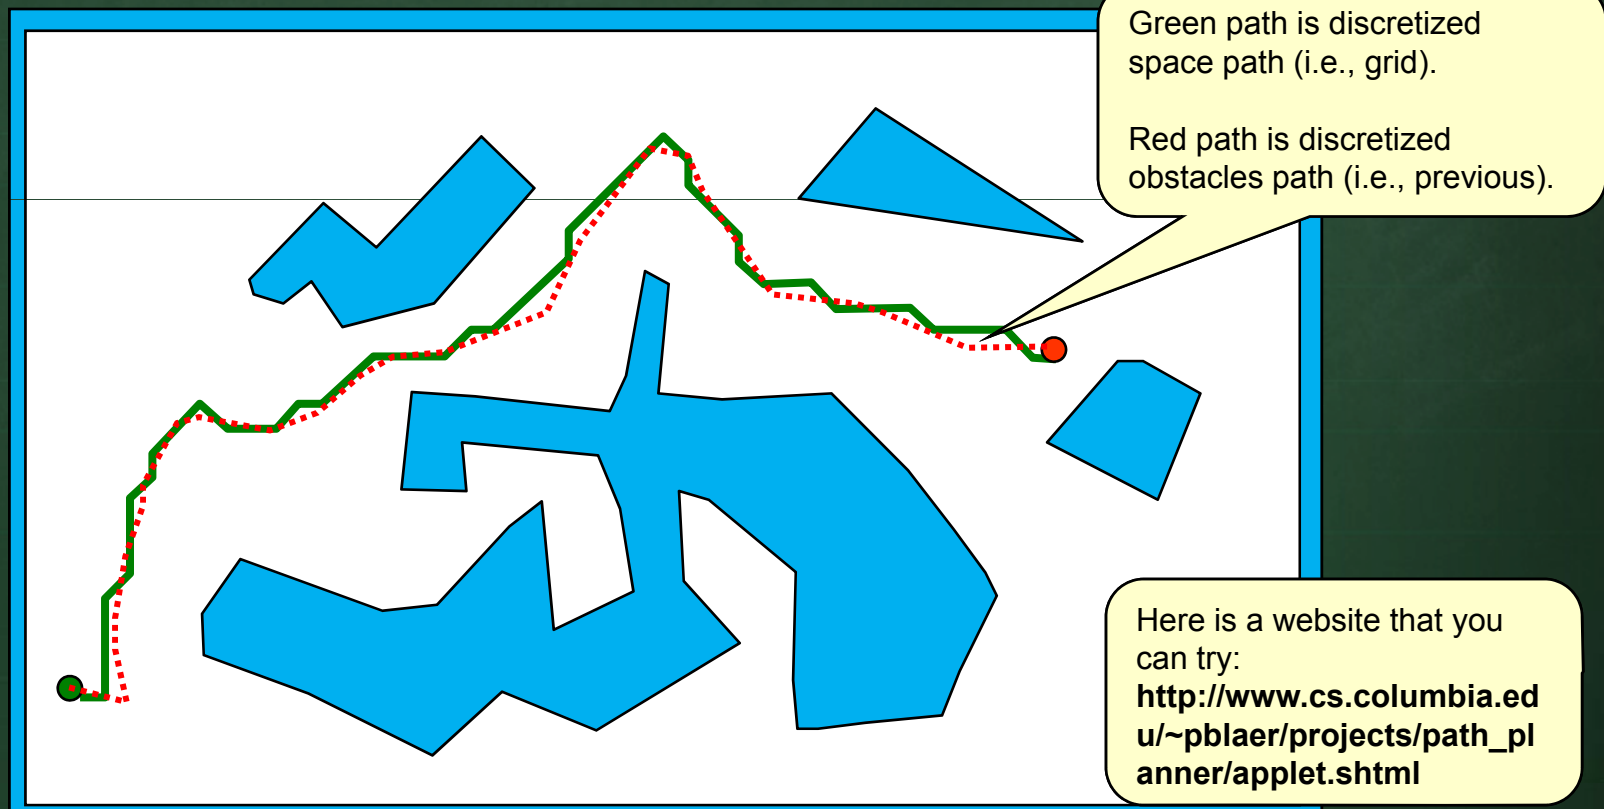 Green path is discretized
space path (i.e., grid).
Red path is discretized
obstacles path (i.e., previous).
Here is a website that you
can try:
http://www.cs.columbia.ed
u/~pblaer/projects/path_pl
anner/applet.shtml